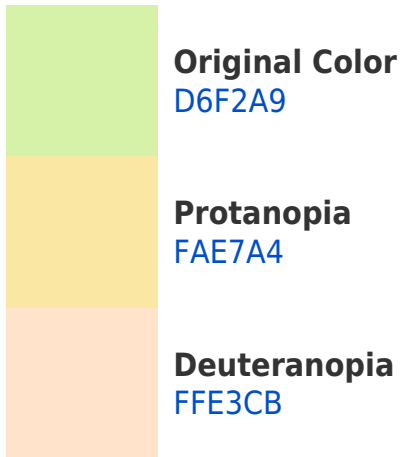 Original Color
D6F2A9
Protanopia
FAE7A4
Deuteranopia
FFE3CB